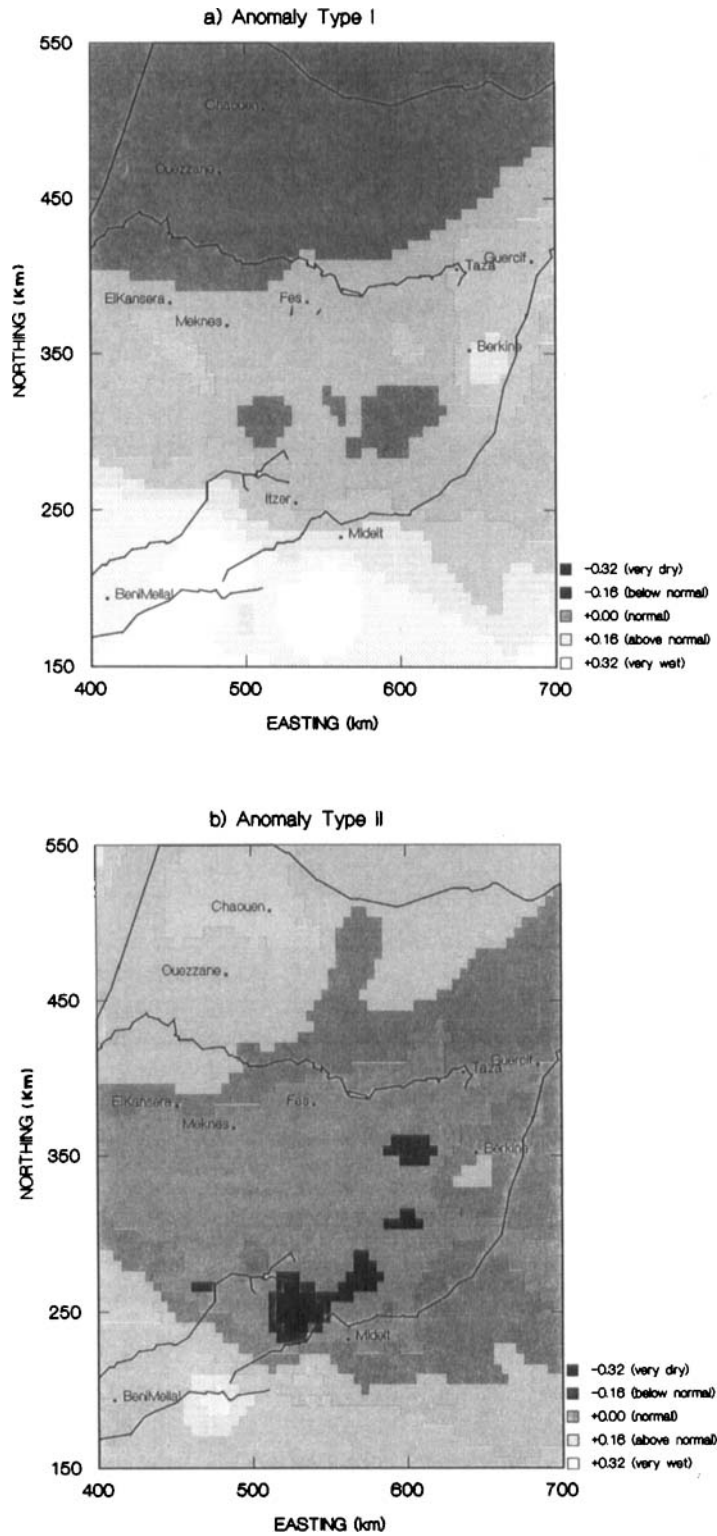 a) Anomaly Type I
550
Chaouen
Ouezzane
450
Guercif
Taza
ElKansera
Fes
Meknes
NORTHING (Km)
350
Berkine
250
Itzer
Midelt
BeniMellal
-0.32 (very dry)
-0.16 (below normal)
+0.00 (normal)
+0.16 (above normal)
+0.32 (very wet)
150
400 500 600 700
EASTING (km)
b) Anomaly Type II
550
Chaouen
Ouezzane
450
Guercif
Taza
ElKansera
Fes
Meknes
NORTHING (Km)
350
Berkine
250
Midelt
BeniMellal
-0.32 (very dry)
-0.16 (below normal)
+0.00 (normal)
+0.16 (above normal)
+0.32 (very wet)
150
400 500 600 700
EASTING (km)